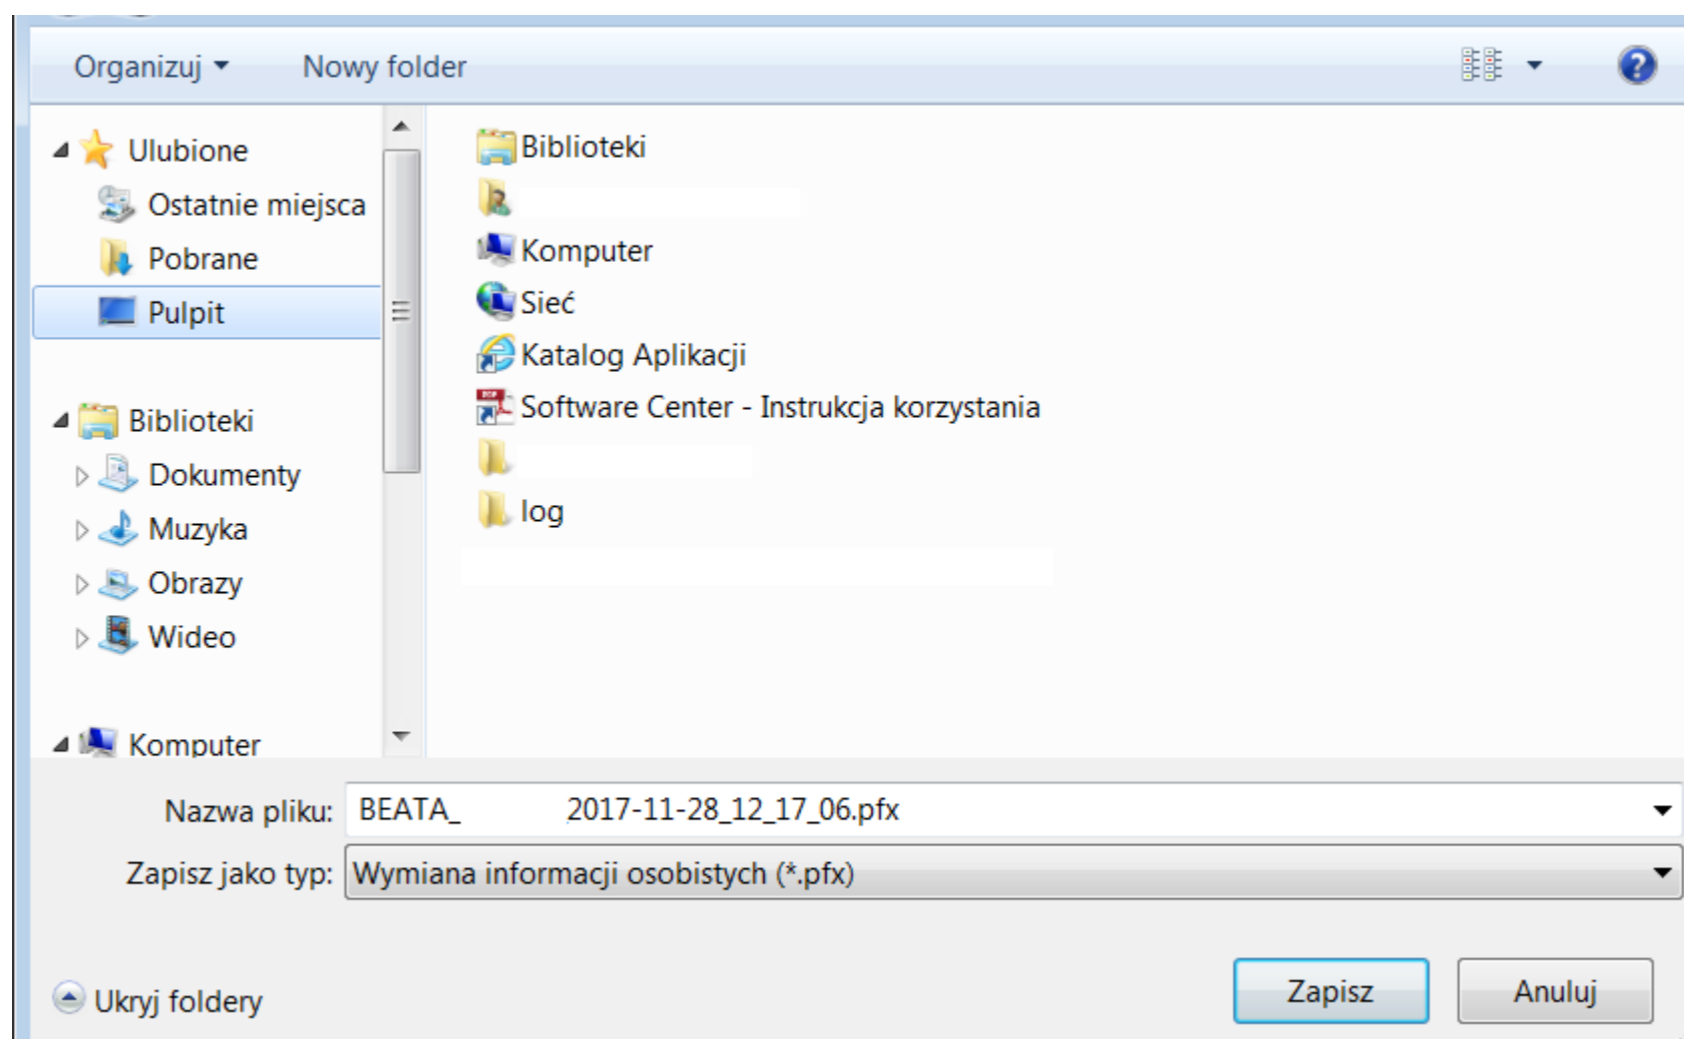 Organizuj Nowy folder
Ulubione
Ostatnie miejsca
Pobrane
Pulpit
Biblioteki
Dokumenty
Muzyka
Obrazy
Wideo
Komputer
Biblioteki
Komputer
Sieć
Katalog Aplikacji
Software Center - Instrukcja korzystania
log
Nazwa pliku: BEATA_ 2017-11-28_12_17_06.pfx
Zapisz jako typ: Wymiana informacji osobistych (*.pfx)
Ukryj foldery Zapisz Anuluj